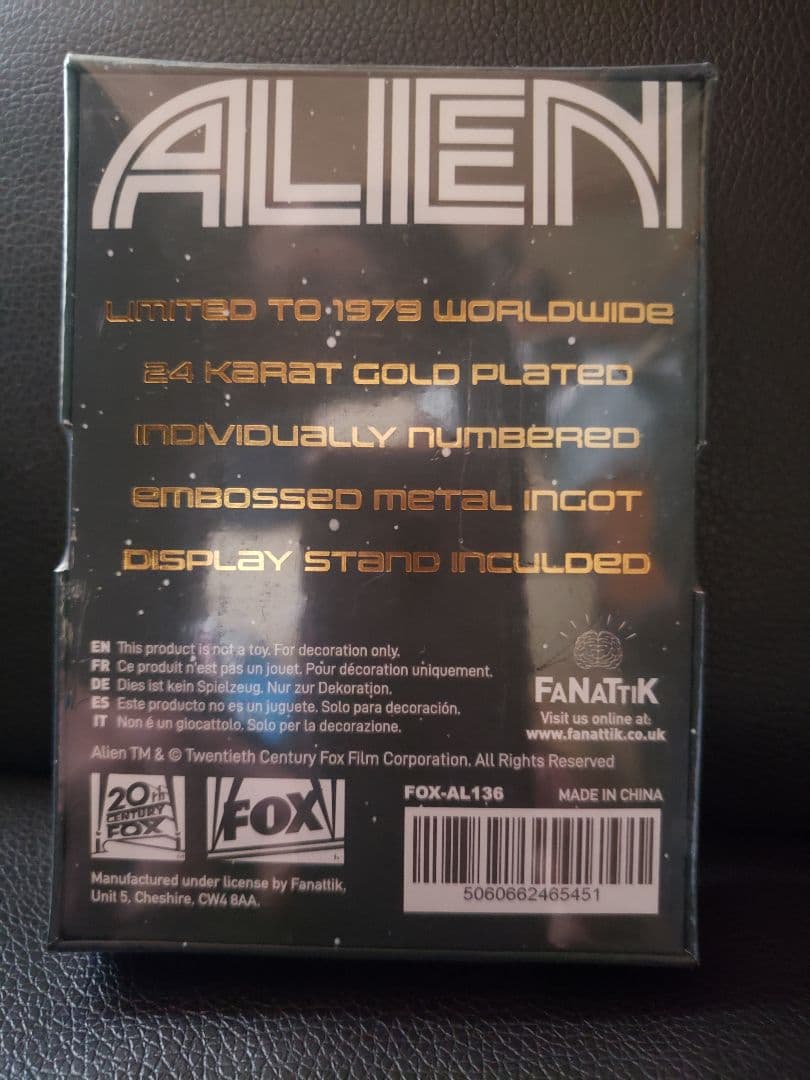 ALIEN
LIMITED TO 1979 WORLDWIDE
24 KARAT GOLD PLATED
INDIVIDUALLY NUMBERED
EMBOSSED METAL INGOT
DISPLAY STAND INCULDED
EN This product is not a toy. For decoration only.
FR Ce produit n'est pas un jouet. Pour décoration uniquement.
DE Dies ist kein Spielzeug. Nur zur Dekoration.
ES Este producto no es un juguete. Solo para decoración.
IT Non é un giocattolo. Solo per la decorazione.
FANATTIK
Visit us online at:
www.fanattik.co.uk
Alien TM & © Twentieth Century Fox Film Corporation. All Rights Reserved
20th
CENTURY
FOX
FOX
Manufactured under license by Fanattik,
Unit 5, Cheshire, CW4 8AA.
FOX-AL136 MADE IN CHINA
5060662465451